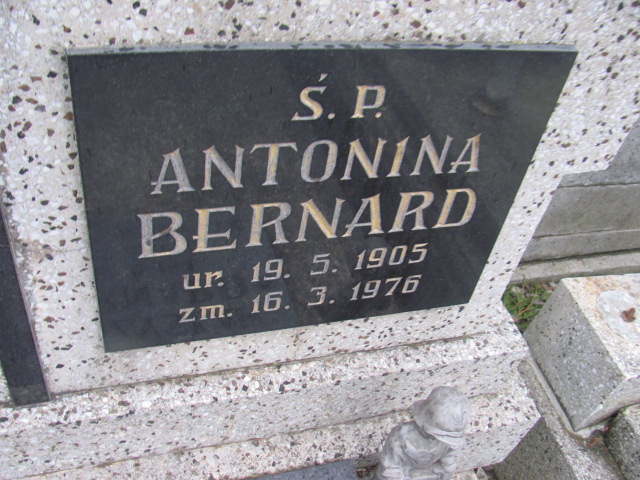 Ś. P.
ANTONINA
BERNARD
ur. 19. 5. 1905
zm. 16. 3. 1976